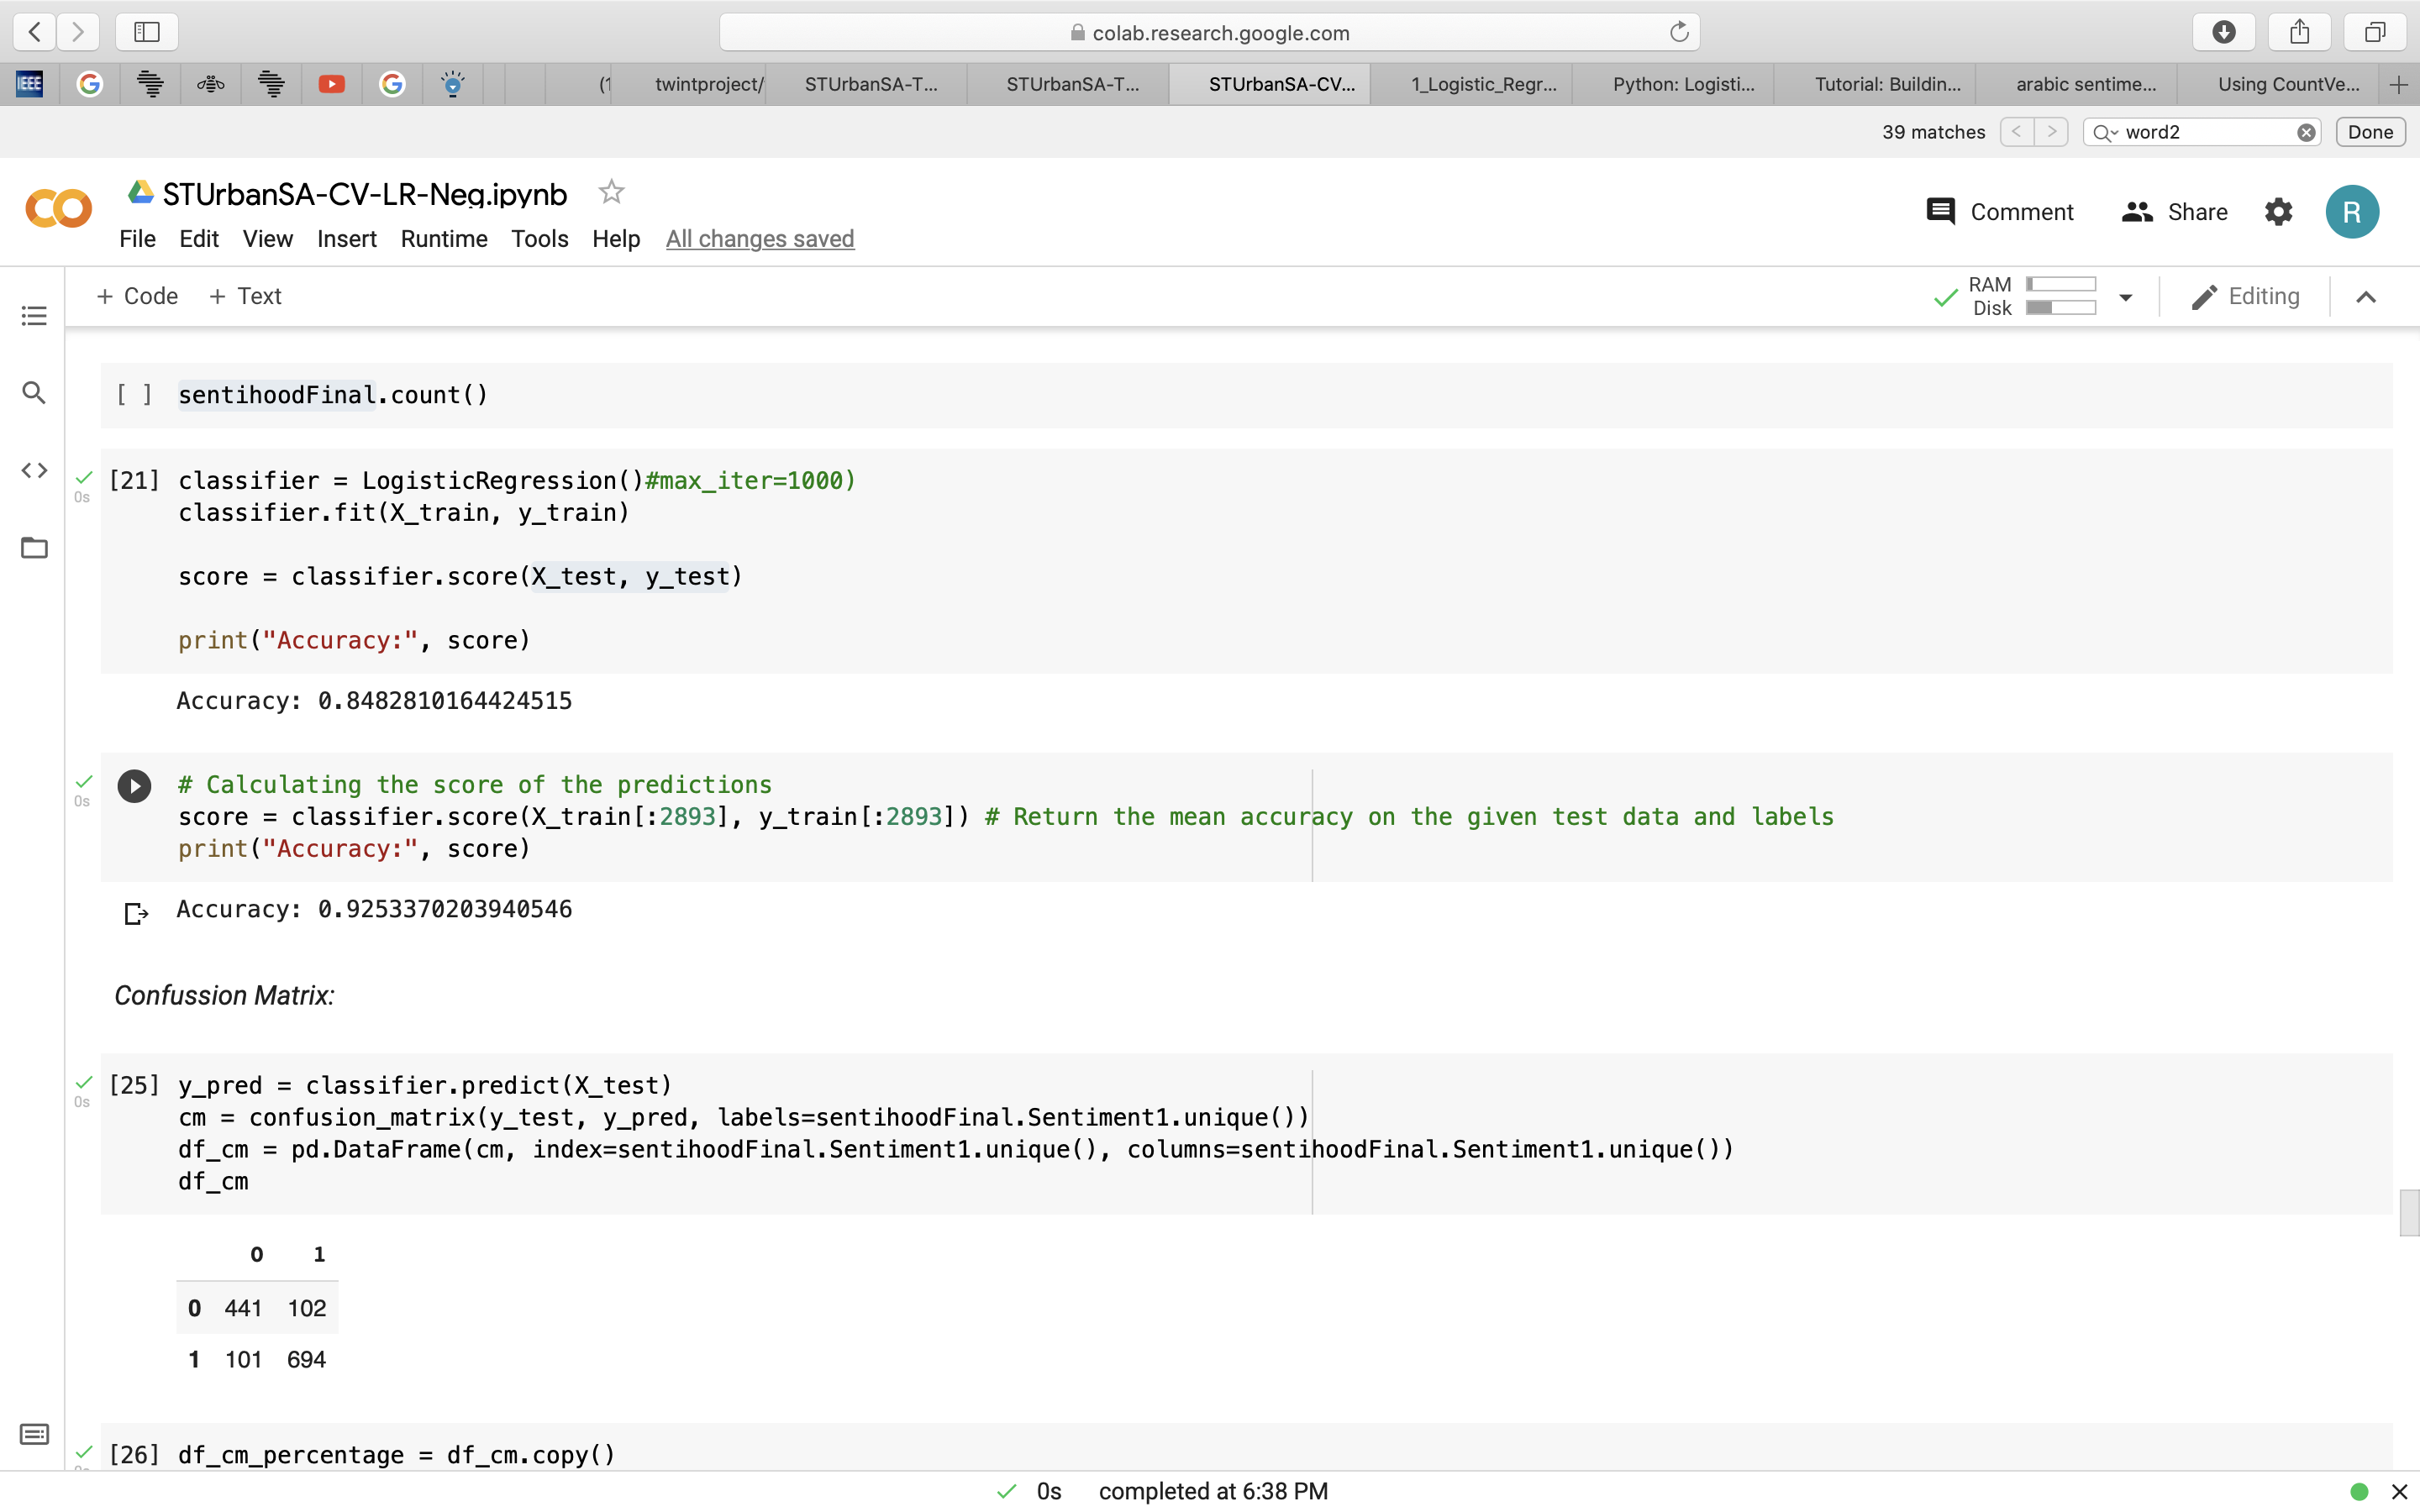 colab.research.google.com
IEEE
(1
twintproject/
STUrbanSA-T...
STUrbanSA-T...
STUrbanSA-CV...
1_Logistic_Regr...
Python: Logisti...
Tutorial: Buildin...
arabic sentime...
Using CountVe...
39 matches
word2
Done
STUrbanSA-CV-LR-Neg.ipynb
Comment
Share
R
File Edit View Insert Runtime Tools Help All changes saved
+ Code + Text
RAM
Disk
Editing
[ ] sentihoodFinal.count()
[21] classifier = LogisticRegression()#max_iter=1000)
0s
classifier.fit(X_train, y_train)
score = classifier.score(X_test, y_test)
print("Accuracy:", score)
Accuracy: 0.8482810164424515
# Calculating the score of the predictions
0s
score = classifier.score(X_train[:2893], y_train[:2893]) # Return the mean accuracy on the given test data and labels
print("Accuracy:", score)
Accuracy: 0.9253370203940546
Confussion Matrix:
[25] y_pred = classifier.predict(X_test)
0s
cm = confusion_matrix(y_test, y_pred, labels=sentihoodFinal.Sentiment1.unique())
df_cm = pd.DataFrame(cm, index=sentihoodFinal.Sentiment1.unique(), columns=sentihoodFinal.Sentiment1.unique())
df_cm
0 1
0 441 102
1 101 694
[26] df_cm_percentage = df_cm.copy()
0s completed at 6:38 PM